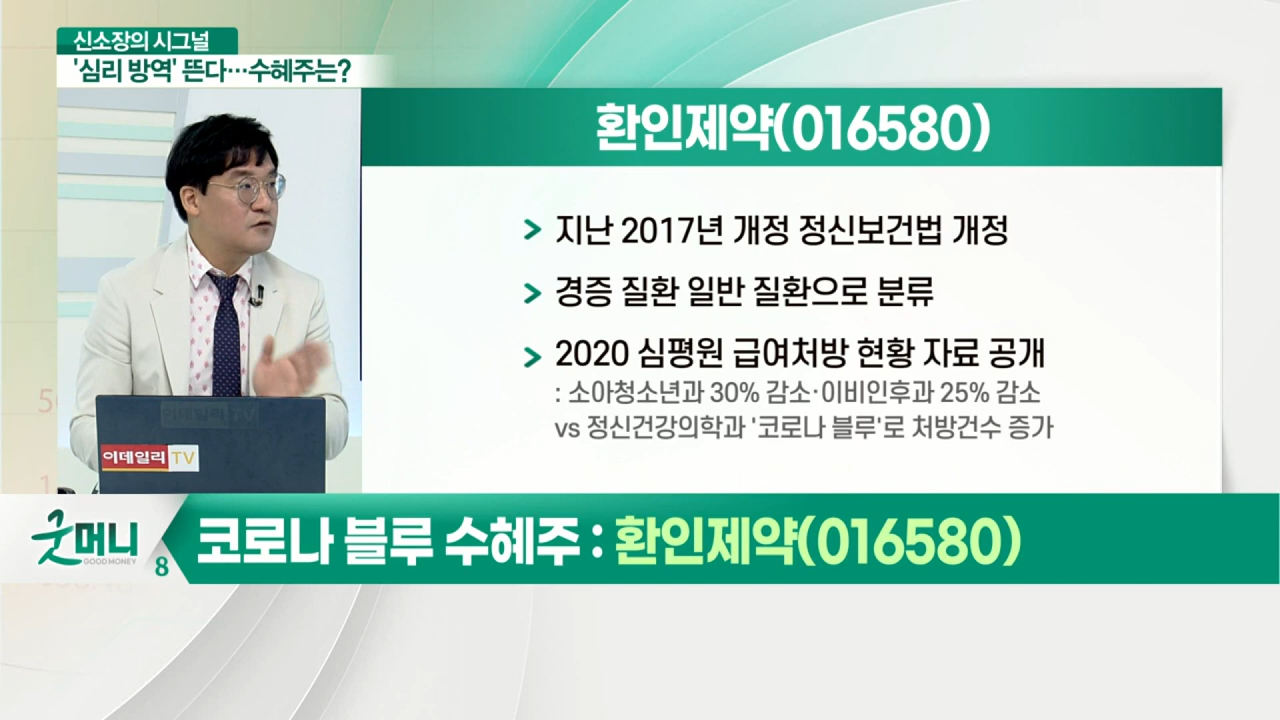 신소장의 시그널
'심리 방역' 뜬다…수혜주는?
환인제약(016580)
> 지난 2017년 개정 정신보건법 개정
> 경증 질환 일반 질환으로 분류
> 2020 심평원 급여처방 현황 자료 공개
: 소아청소년과 30% 감소·이비인후과 25% 감소
vs 정신건강의학과 '코로나 블루'로 처방건수 증가
이데일리 TV
이데일리 TV
굿머니
GOOD MONEY
8
코로나 블루 수혜주 : 환인제약(016580)